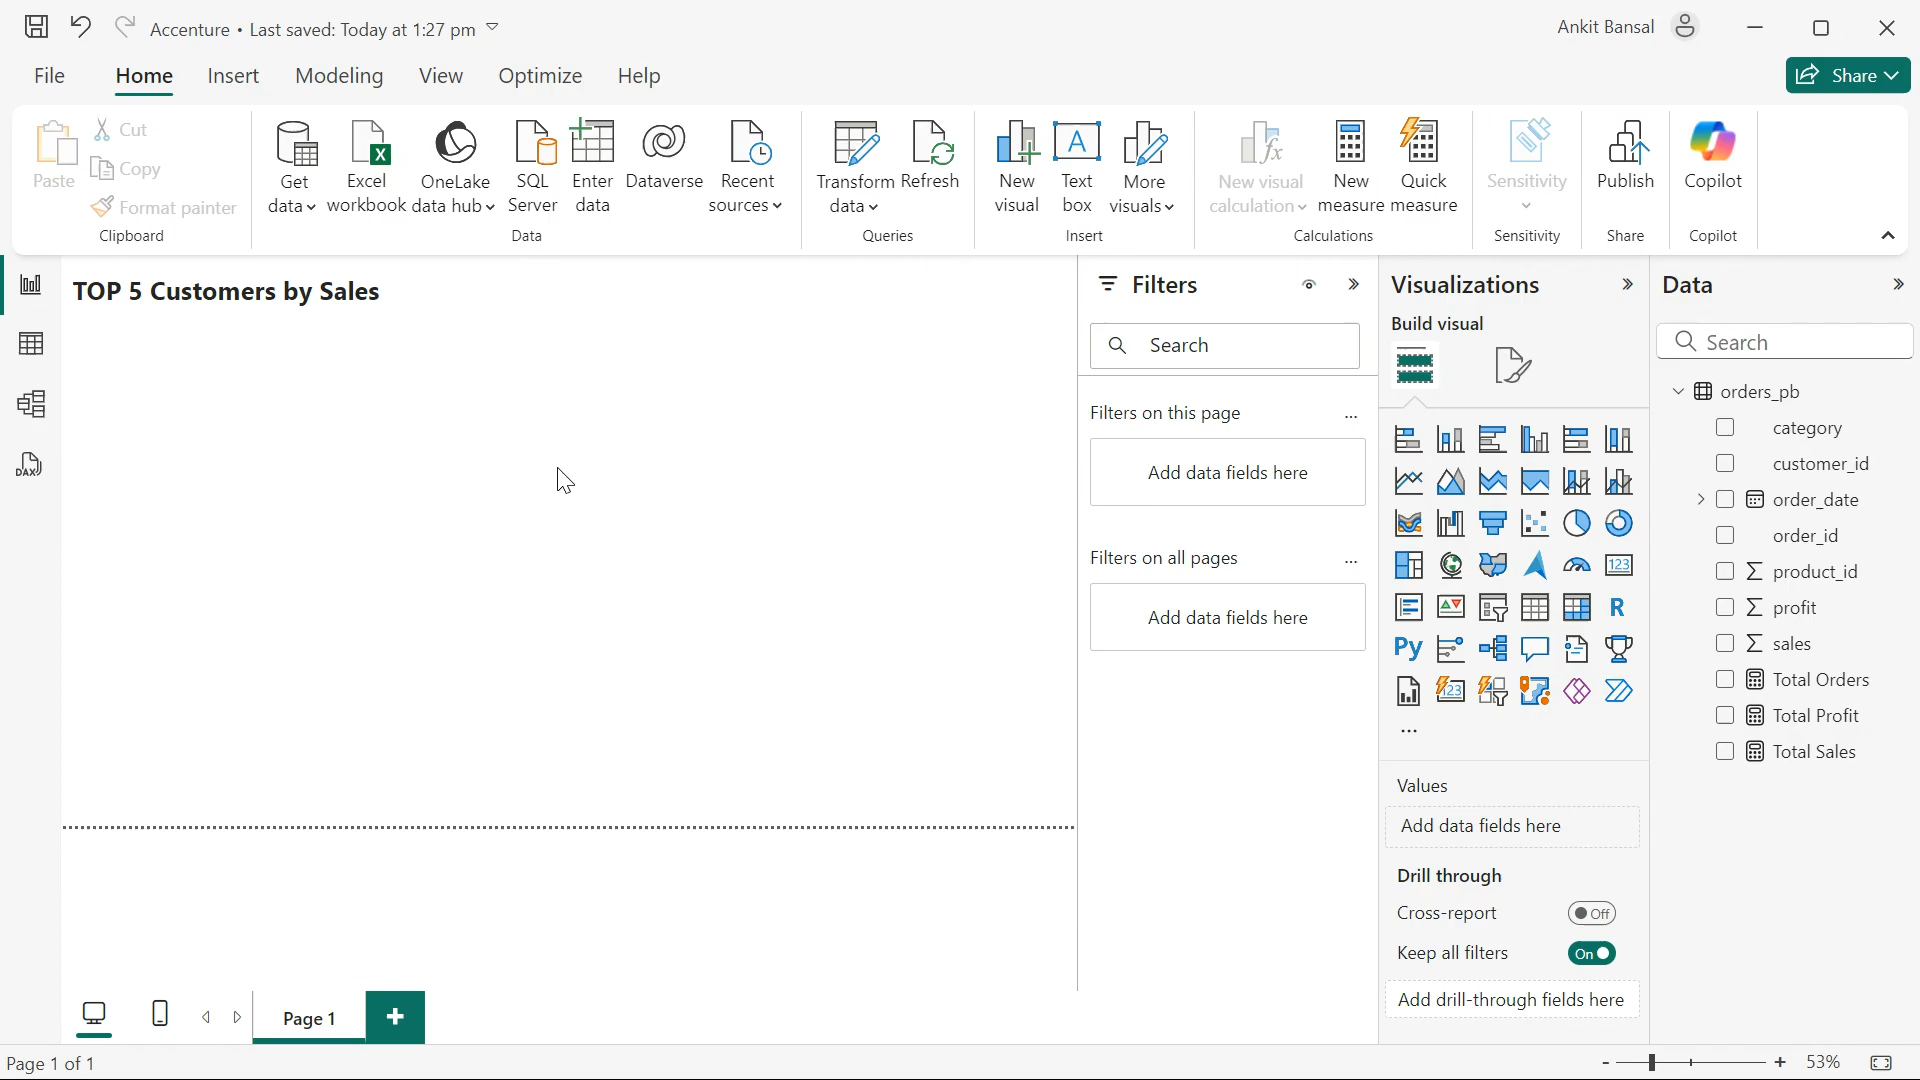 Accenture • Last saved: Today at 1:27 pm
Ankit Bansal
File Home Insert Modeling View Optimize Help
Share
Paste
Cut
Copy
Format painter
Clipboard
Get data
Excel workbook
OneLake data hub
SQL Server
Enter data
Dataverse
Recent sources
Data
Transform data
Refresh
Queries
New visual
A
Text box
More visuals
Insert
fx
New visual calculation
New measure
Quick measure
Calculations
Sensitivity
Sensitivity
Publish
Share
Copilot
Copilot
DAX
TOP 5 Customers by Sales
Filters
Search
Filters on this page ...
Add data fields here
Filters on all pages ...
Add data fields here
Visualizations
Build visual
123
R
Py
123
...
Values
Add data fields here
Drill through
Cross-report Off
Keep all filters On
Add drill-through fields here
Data
Search
orders_pb
category
customer_id
order_date
order_id
Σ product_id
Σ profit
Σ sales
Total Orders
Total Profit
Total Sales
Page 1 +
Page 1 of 1
- + 53%